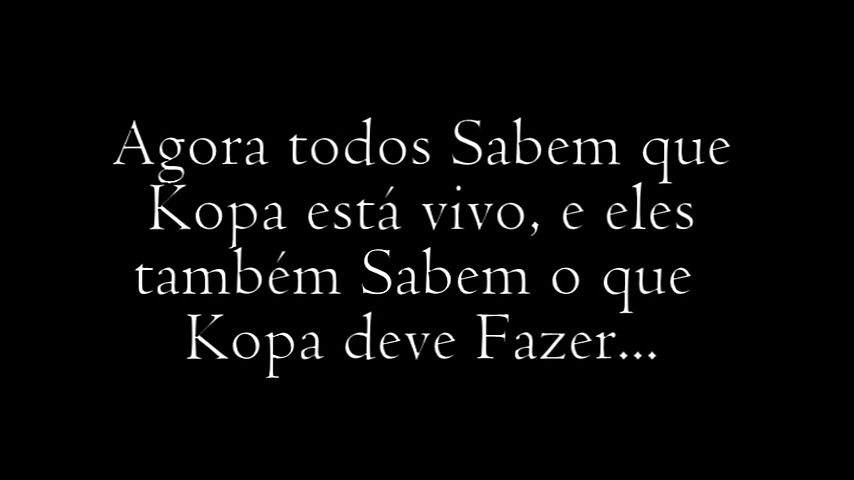 Agora todos Sabem que
Kopa está vivo, e eles
também Sabem o que
Kopa deve Fazer...